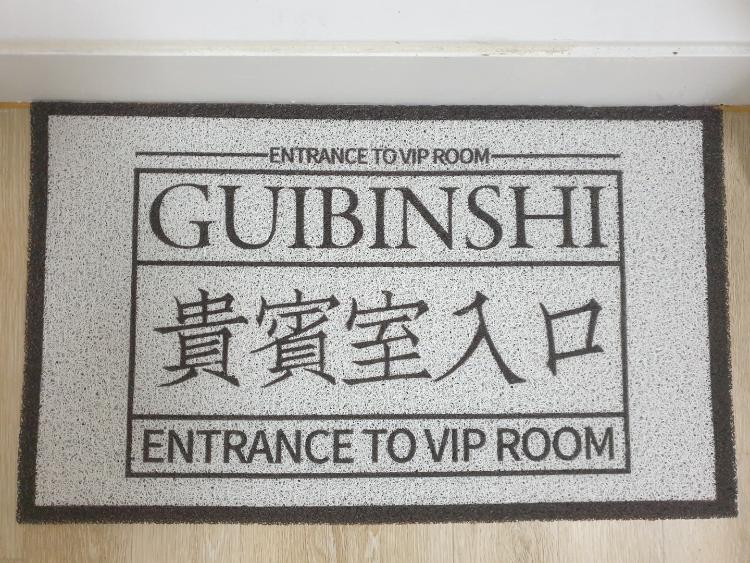 ENTRANCE TO VIP ROOM
GUIBINSHI
貴賓室入口
ENTRANCE TO VIP ROOM